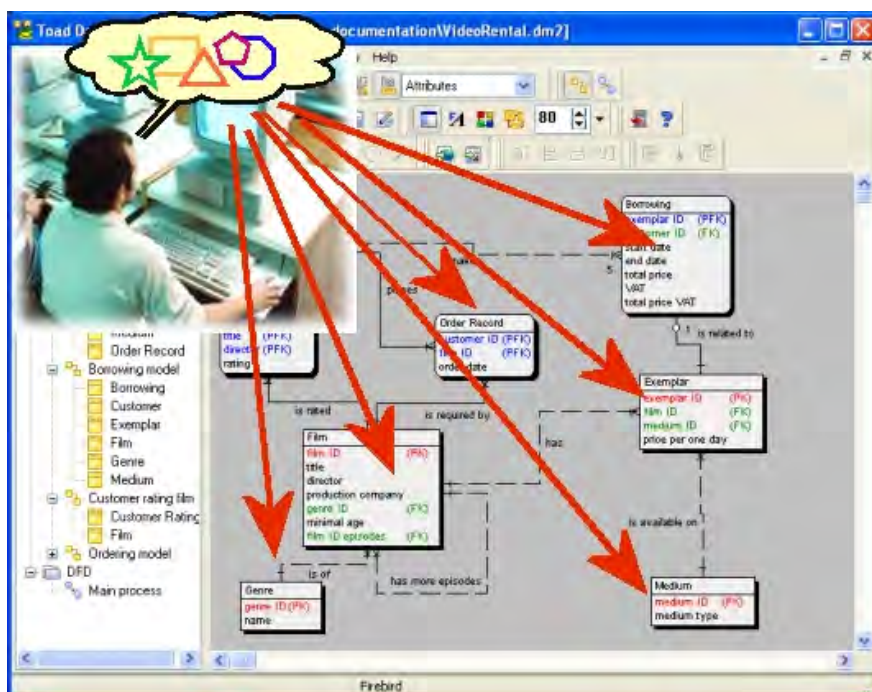 Toad D
documentation\VideoRental.dm2]
Help
Attributes
80
Order Record
Borrowing model
Borrowing
Customer
Exemplar
Film
Genre
Medium
Customer rating film
Customer Rating
Film
Ordering model
DFD
Main process
Borrowing
exemplar ID (PFK)
(FK)
start date
end date
total price
VAT
total price VAT
5
1 is related to
title (PFK)
director (PFK)
rating
Order Record
customer ID (PFK)
film ID (PFK)
order date
Exemplar
exemplar ID (PK)
film ID (FK)
medium ID (FK)
price per one day
is rated
is required by
has
Film
film ID (PK)
title
director
production company
genre ID (FK)
minimal age
film ID episodes (FK)
is available on
is of
has more episodes
Genre
genre ID (PK)
name
Medium
medium ID (PK)
medium type
Firebird